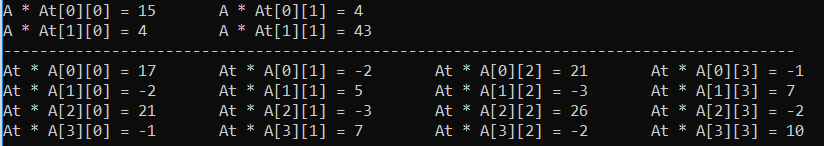 A * At[0][0] = 15 A * At[0][1] = 4
A * At[1][0] = 4 A * At[1][1] = 43
--------------------------------------------------------------------------------------
At * A[0][0] = 17 At * A[0][1] = -2 At * A[0][2] = 21 At * A[0][3] = -1
At * A[1][0] = -2 At * A[1][1] = 5 At * A[1][2] = -3 At * A[1][3] = 7
At * A[2][0] = 21 At * A[2][1] = -3 At * A[2][2] = 26 At * A[2][3] = -2
At * A[3][0] = -1 At * A[3][1] = 7 At * A[3][2] = -2 At * A[3][3] = 10